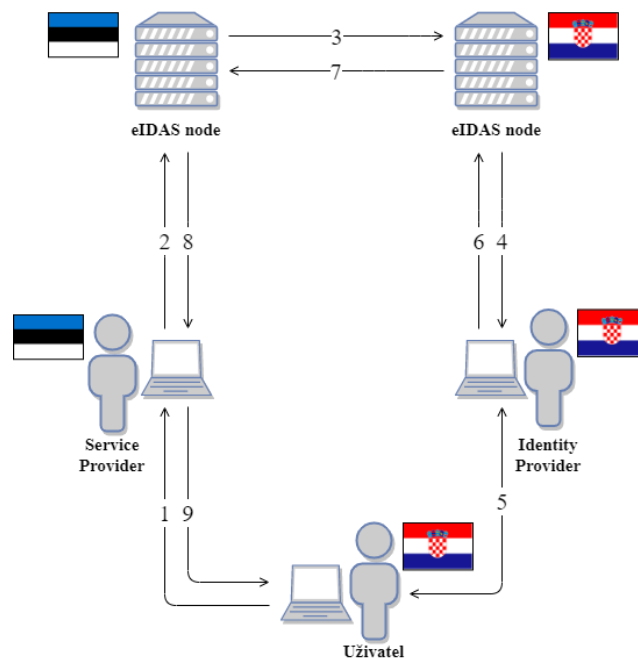 3
7
eIDAS node
eIDAS node
2 8
6 4
Service
Provider
Identity
Provider
1 9
5
Uživatel